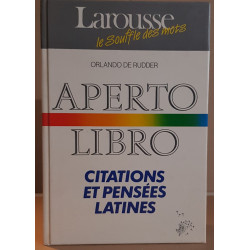 Larousse
le souffle des mots
ORLANDO DE RUDDER
APERTO
LIBRO
CITATIONS
ET PENSÉES
LATINES